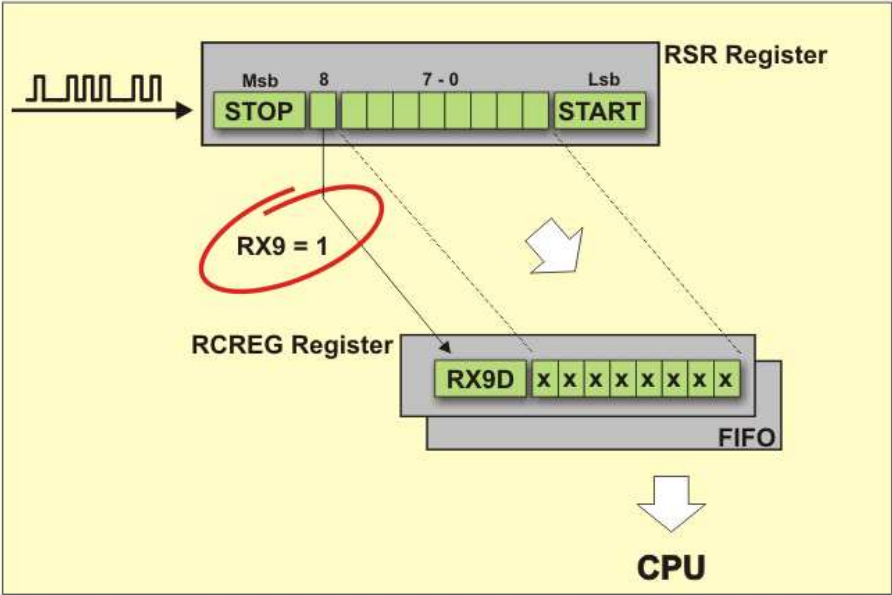 RSR Register
Msb 8 7 - 0 Lsb
STOP START
RX9 = 1
RCREG Register
RX9D x x x x x x x x
FIFO
CPU